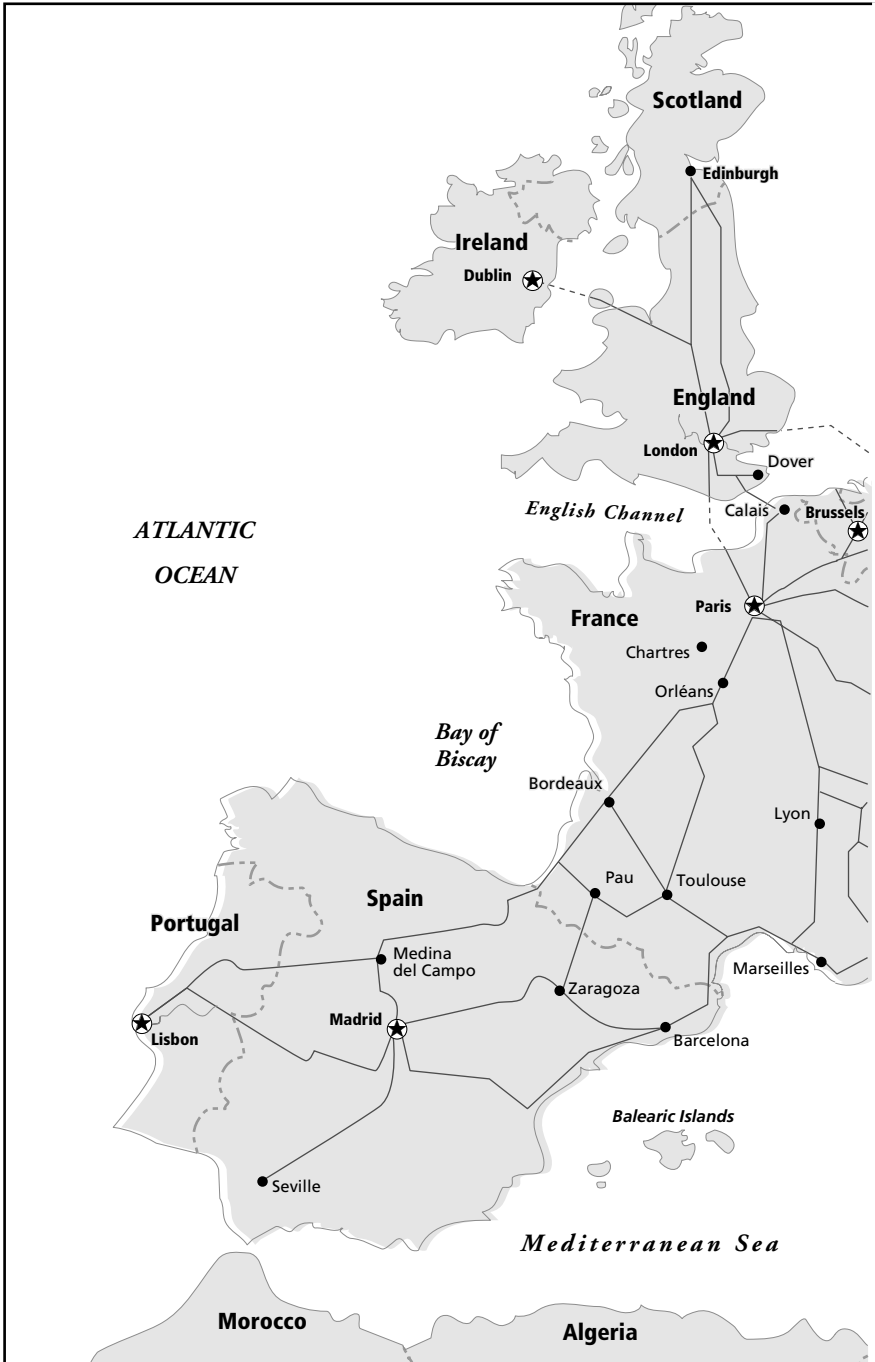 Scotland
Edinburgh
Ireland
Dublin
England
London
Dover
English Channel
Calais
Brussels
ATLANTIC
OCEAN
Paris
France
Chartres
Orléans
Bay of
Biscay
Bordeaux
Lyon
Pau
Toulouse
Spain
Portugal
Medina
del Campo
Marseilles
Zaragoza
Madrid
Lisbon
Barcelona
Balearic Islands
Seville
Mediterranean Sea
Morocco
Algeria